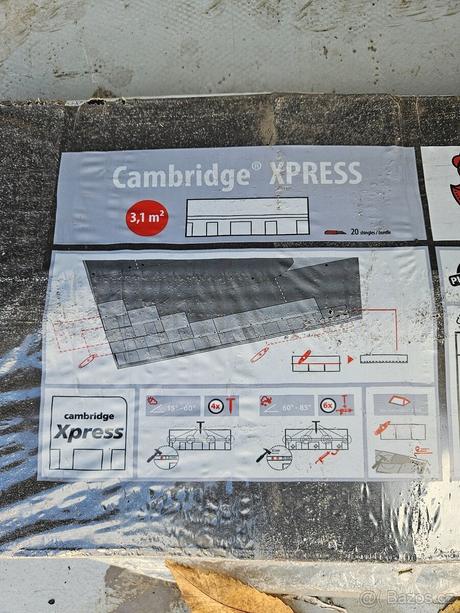 Cambridge® XPRESS
3,1 m²
20 shingles / bundle
cambridge
Xpress
15° - 60°
4x
60° - 85°
6x
Bazos.cz